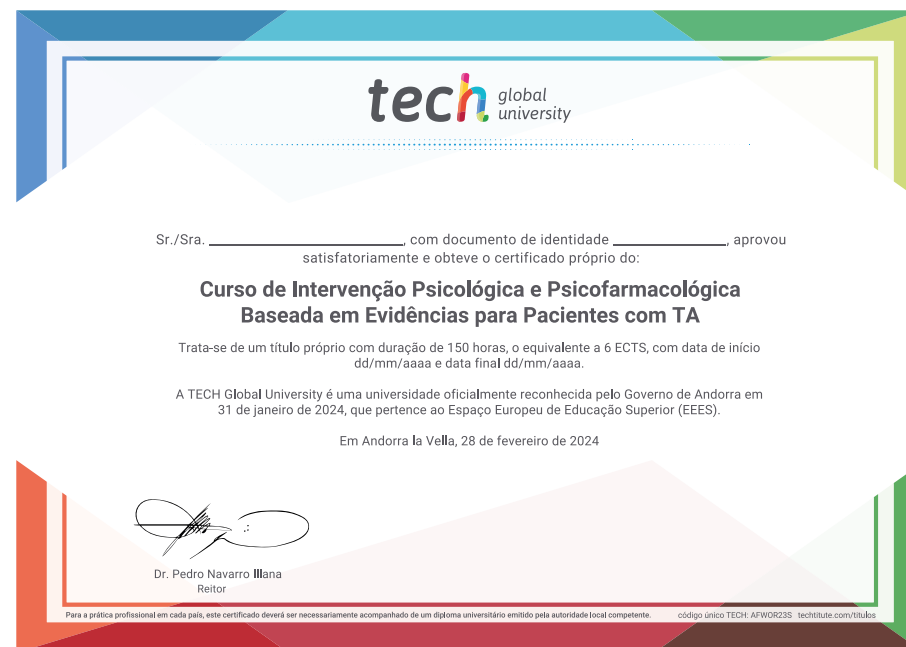 tech global university
Sr./Sra. ____________________, com documento de identidade ____________, aprovou
satisfatoriamente e obteve o certificado próprio do:
Curso de Intervenção Psicológica e Psicofarmacológica
Baseada em Evidências para Pacientes com TA
Trata-se de um título próprio com duração de 150 horas, o equivalente a 6 ECTS, com data de início
dd/mm/aaaa e data final dd/mm/aaaa.
A TECH Global University é uma universidade oficialmente reconhecida pelo Governo de Andorra em
31 de janeiro de 2024, que pertence ao Espaço Europeu de Educação Superior (EEES).
Em Andorra la Vella, 28 de fevereiro de 2024
Dr. Pedro Navarro Illana
Reitor
Para a prática profissional em cada país, este certificado deverá ser necessariamente acompanhado de um diploma universitário emitido pela autoridade local competente. código único TECH: AFWOR23S techtitute.com/titulos